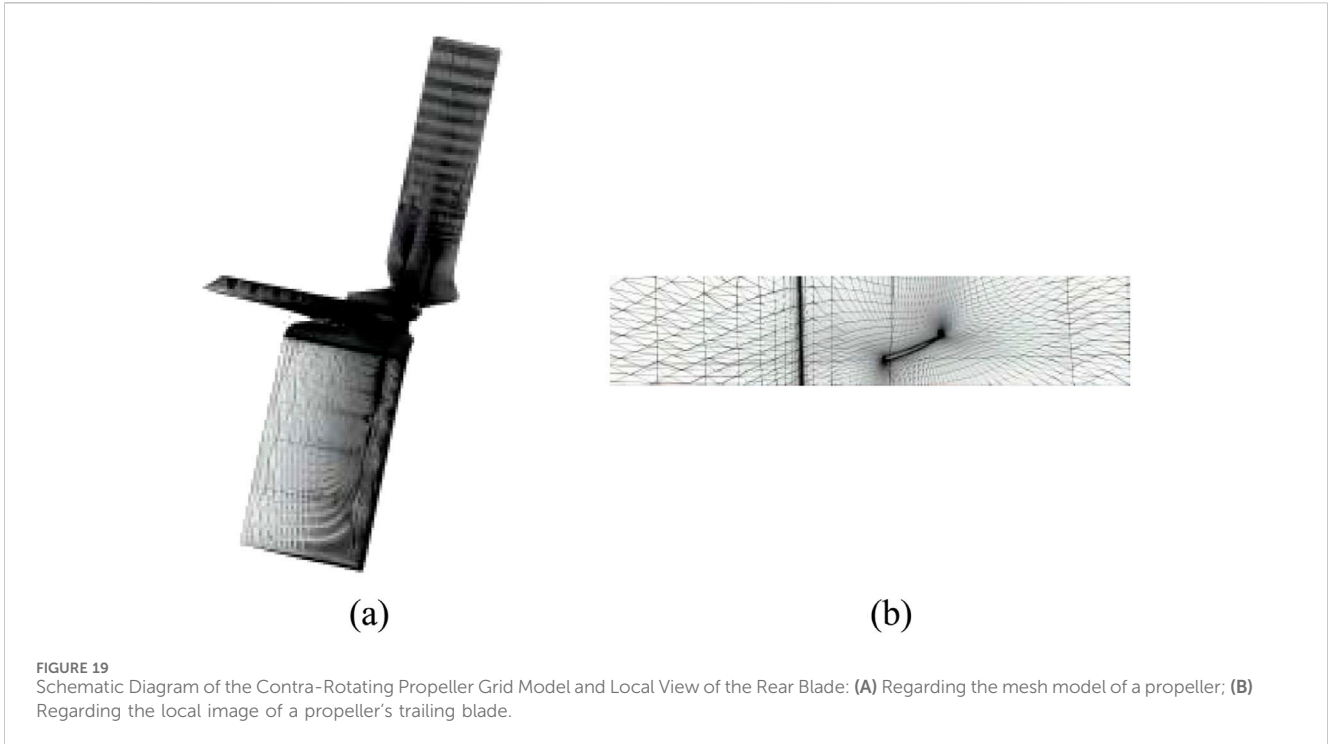 (a)
(b)
FIGURE 19
Schematic Diagram of the Contra-Rotating Propeller Grid Model and Local View of the Rear Blade: (A) Regarding the mesh model of a propeller; (B)
Regarding the local image of a propeller's trailing blade.